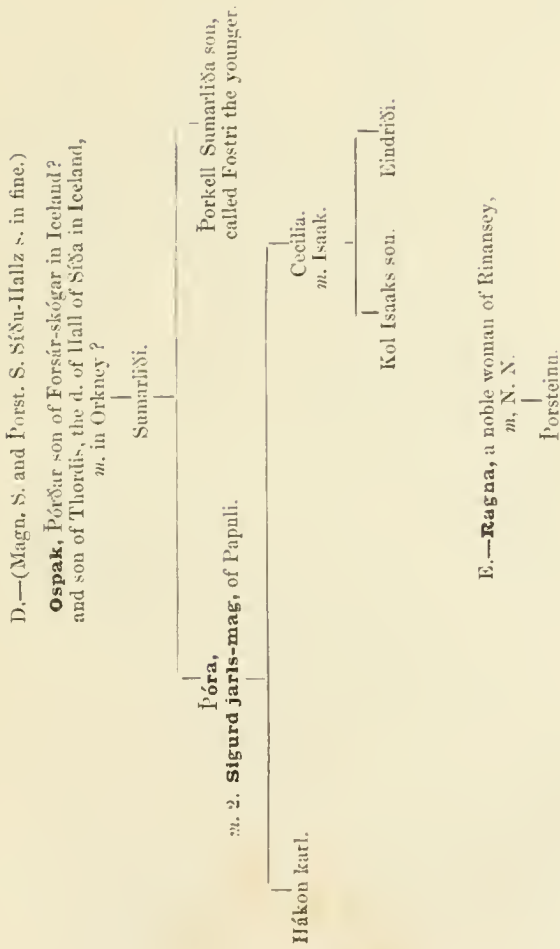 D.—(Magn. S. and Þorst. S. Síðu-Hallz s. in fine.)
Ospak, Þórðar son of Forsár-skógar in Iceland?
and son of Thordis, the d. of Hall of Síða in Iceland,
m. in Orkney?
Sumarliði.
Þóra,
m. 2. Sigurd jarls-mag, of Papuli.
Þorkell Sumarliða son,
called Fostri the younger.
Hákon karl.
Cecilia.
m. Isaak.
Kol Isaaks son.
Eindriði.
E.—Ragna, a noble woman of Rinansey,
m, N. N.
Þorsteinn.